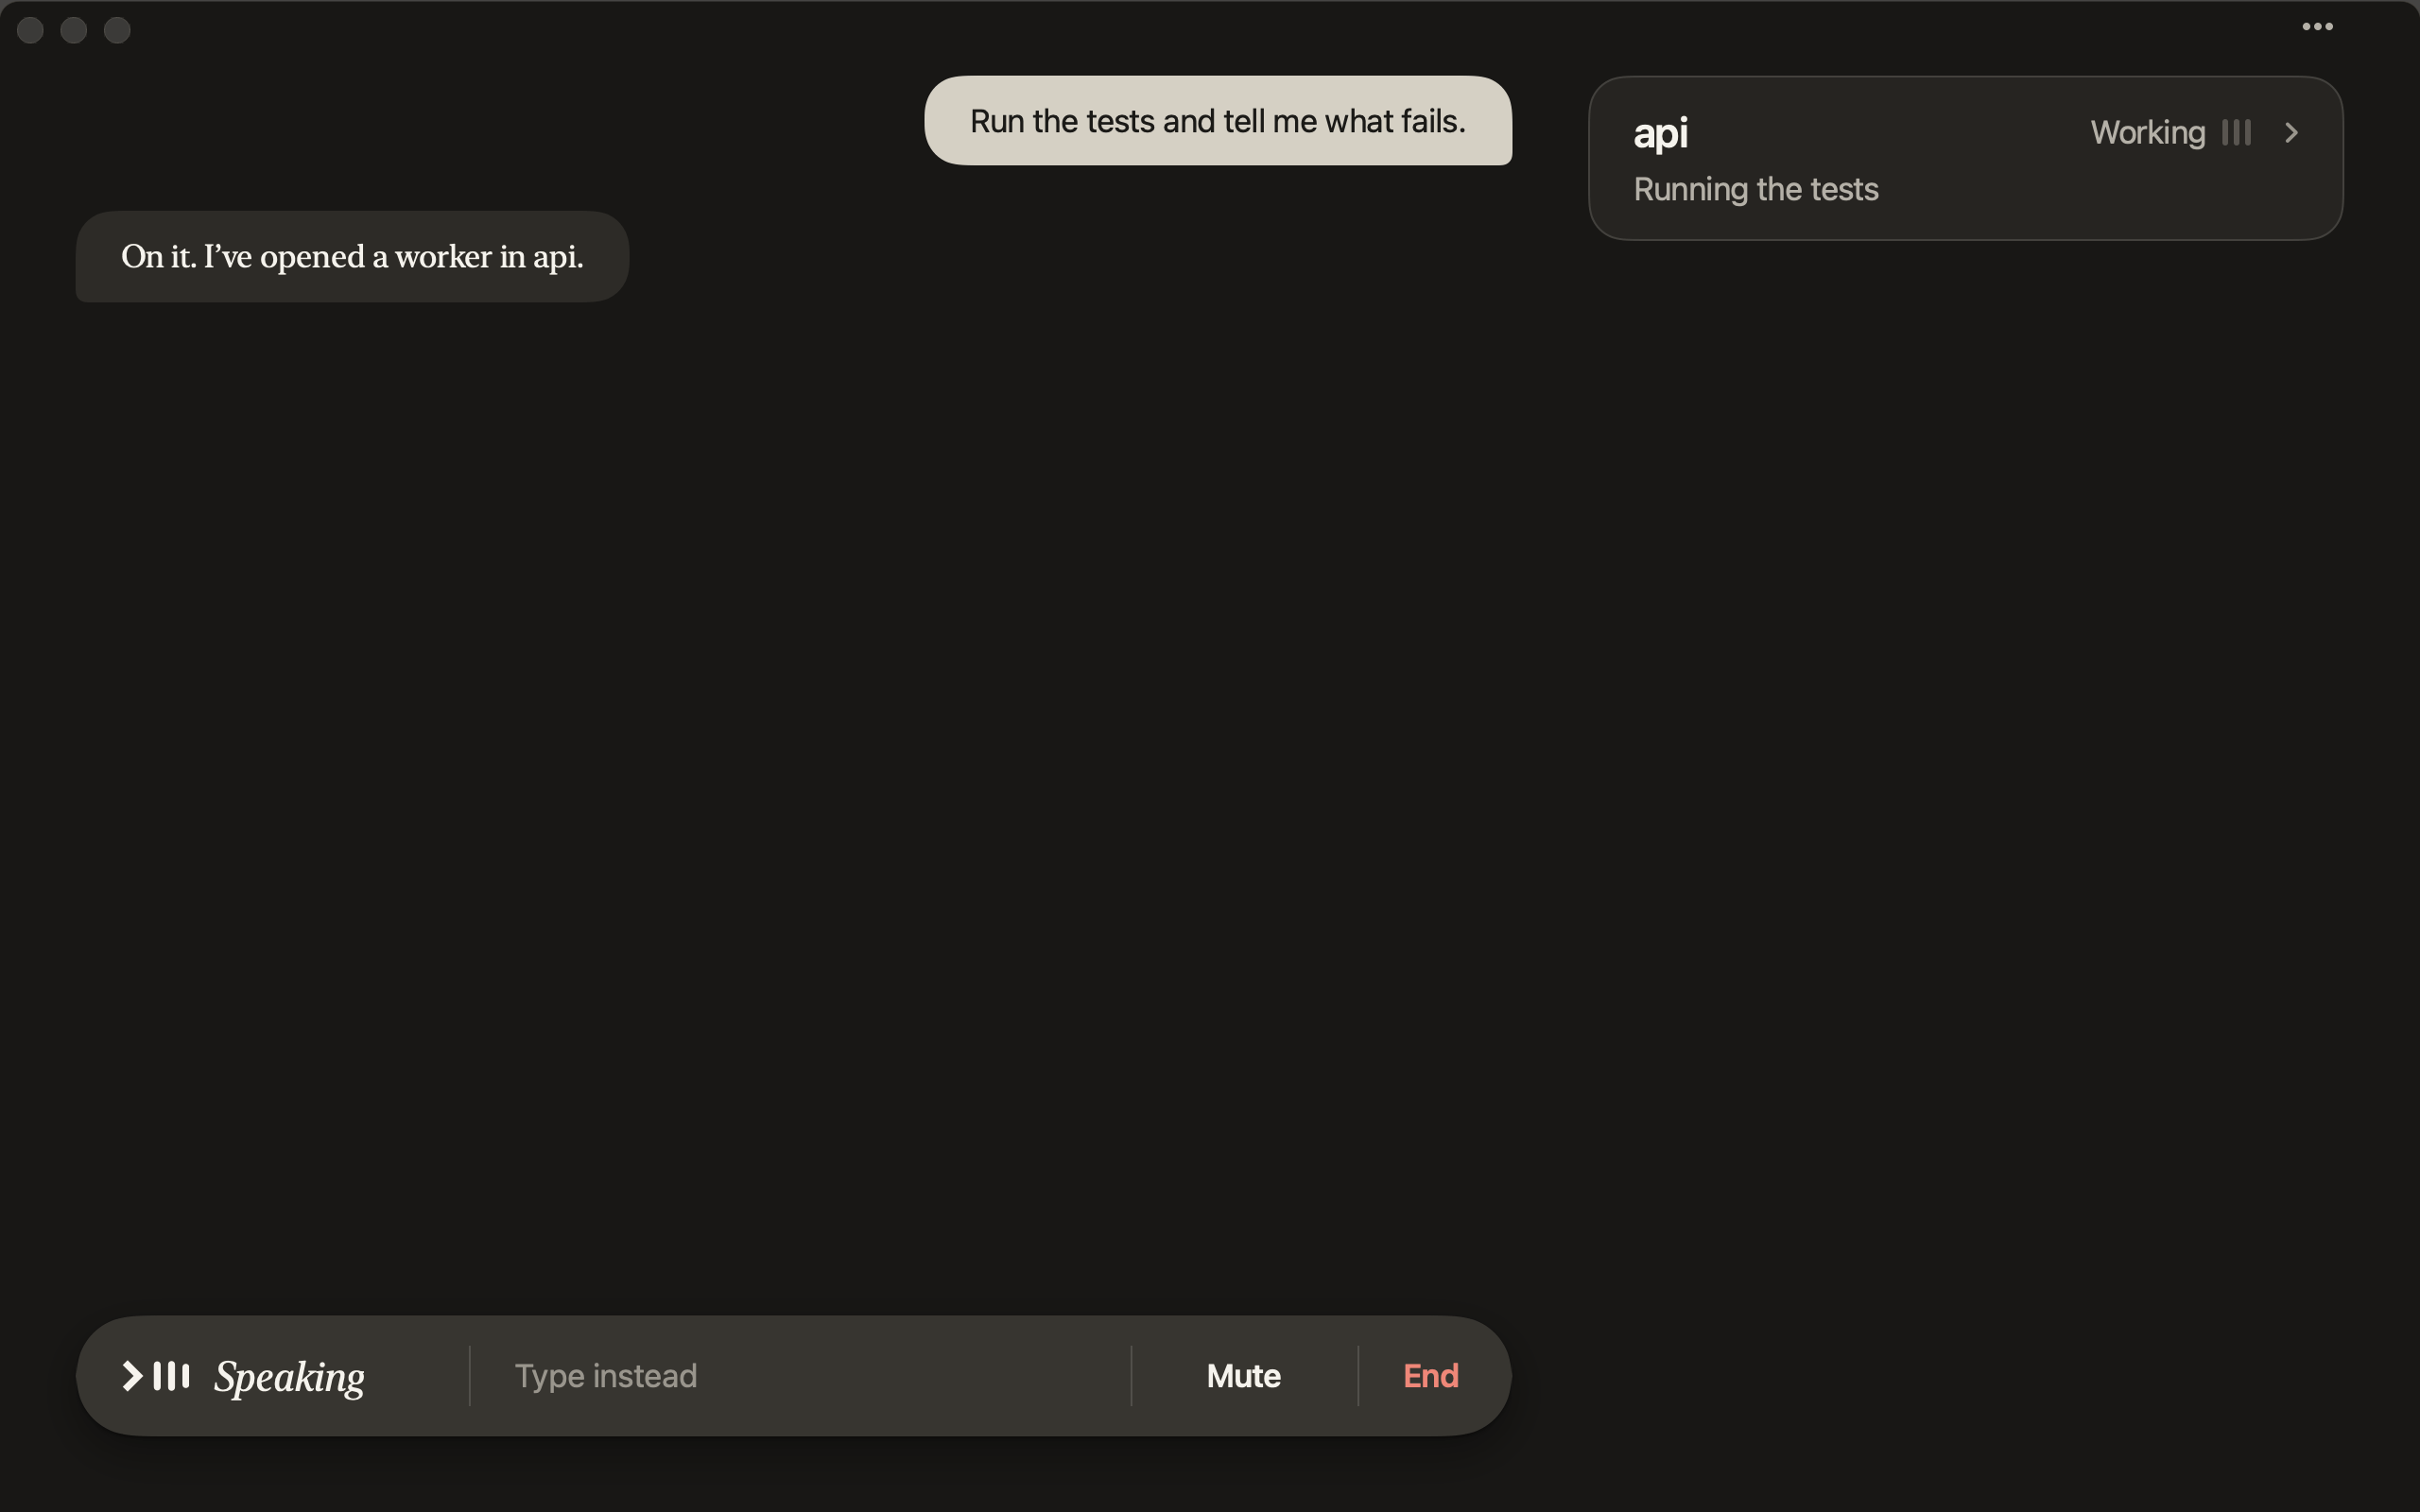 Run the tests and tell me what fails.
api
Working
Running the tests
On it. I’ve opened a worker in api.
Speaking
Type instead
Mute
End